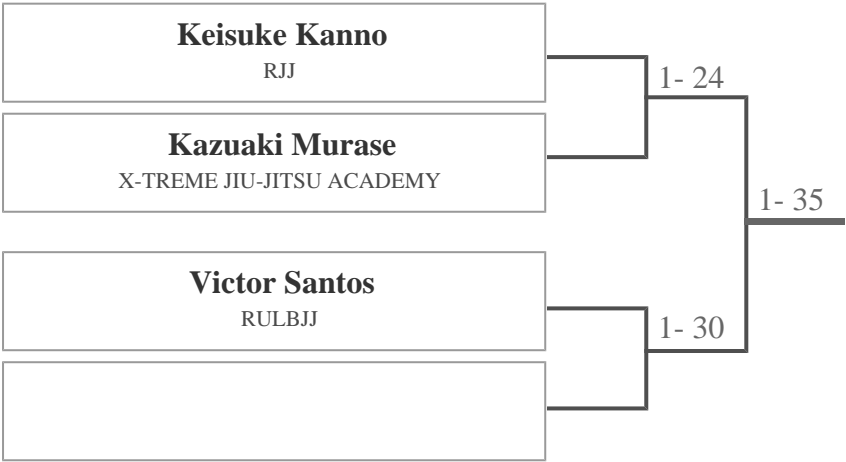 Keisuke Kanno
RJJ
1- 24
Kazuaki Murase
X-TREME JIU-JITSU ACADEMY
1- 35
Victor Santos
RULBJJ
1- 30